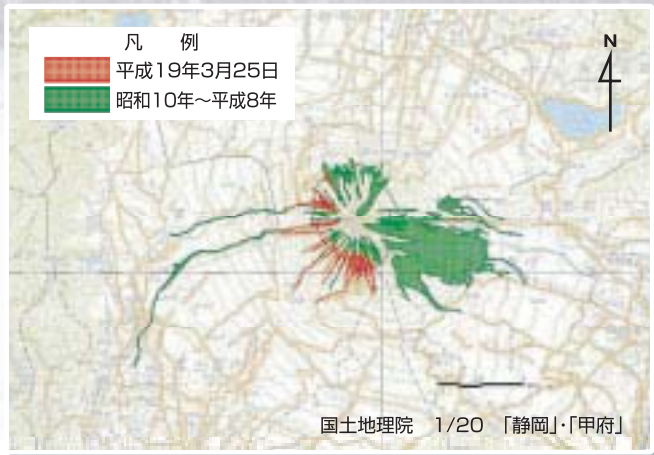 凡　例
平成19年3月25日
昭和10年～平成8年
N
国土地理院　1/20　「静岡」・「甲府」